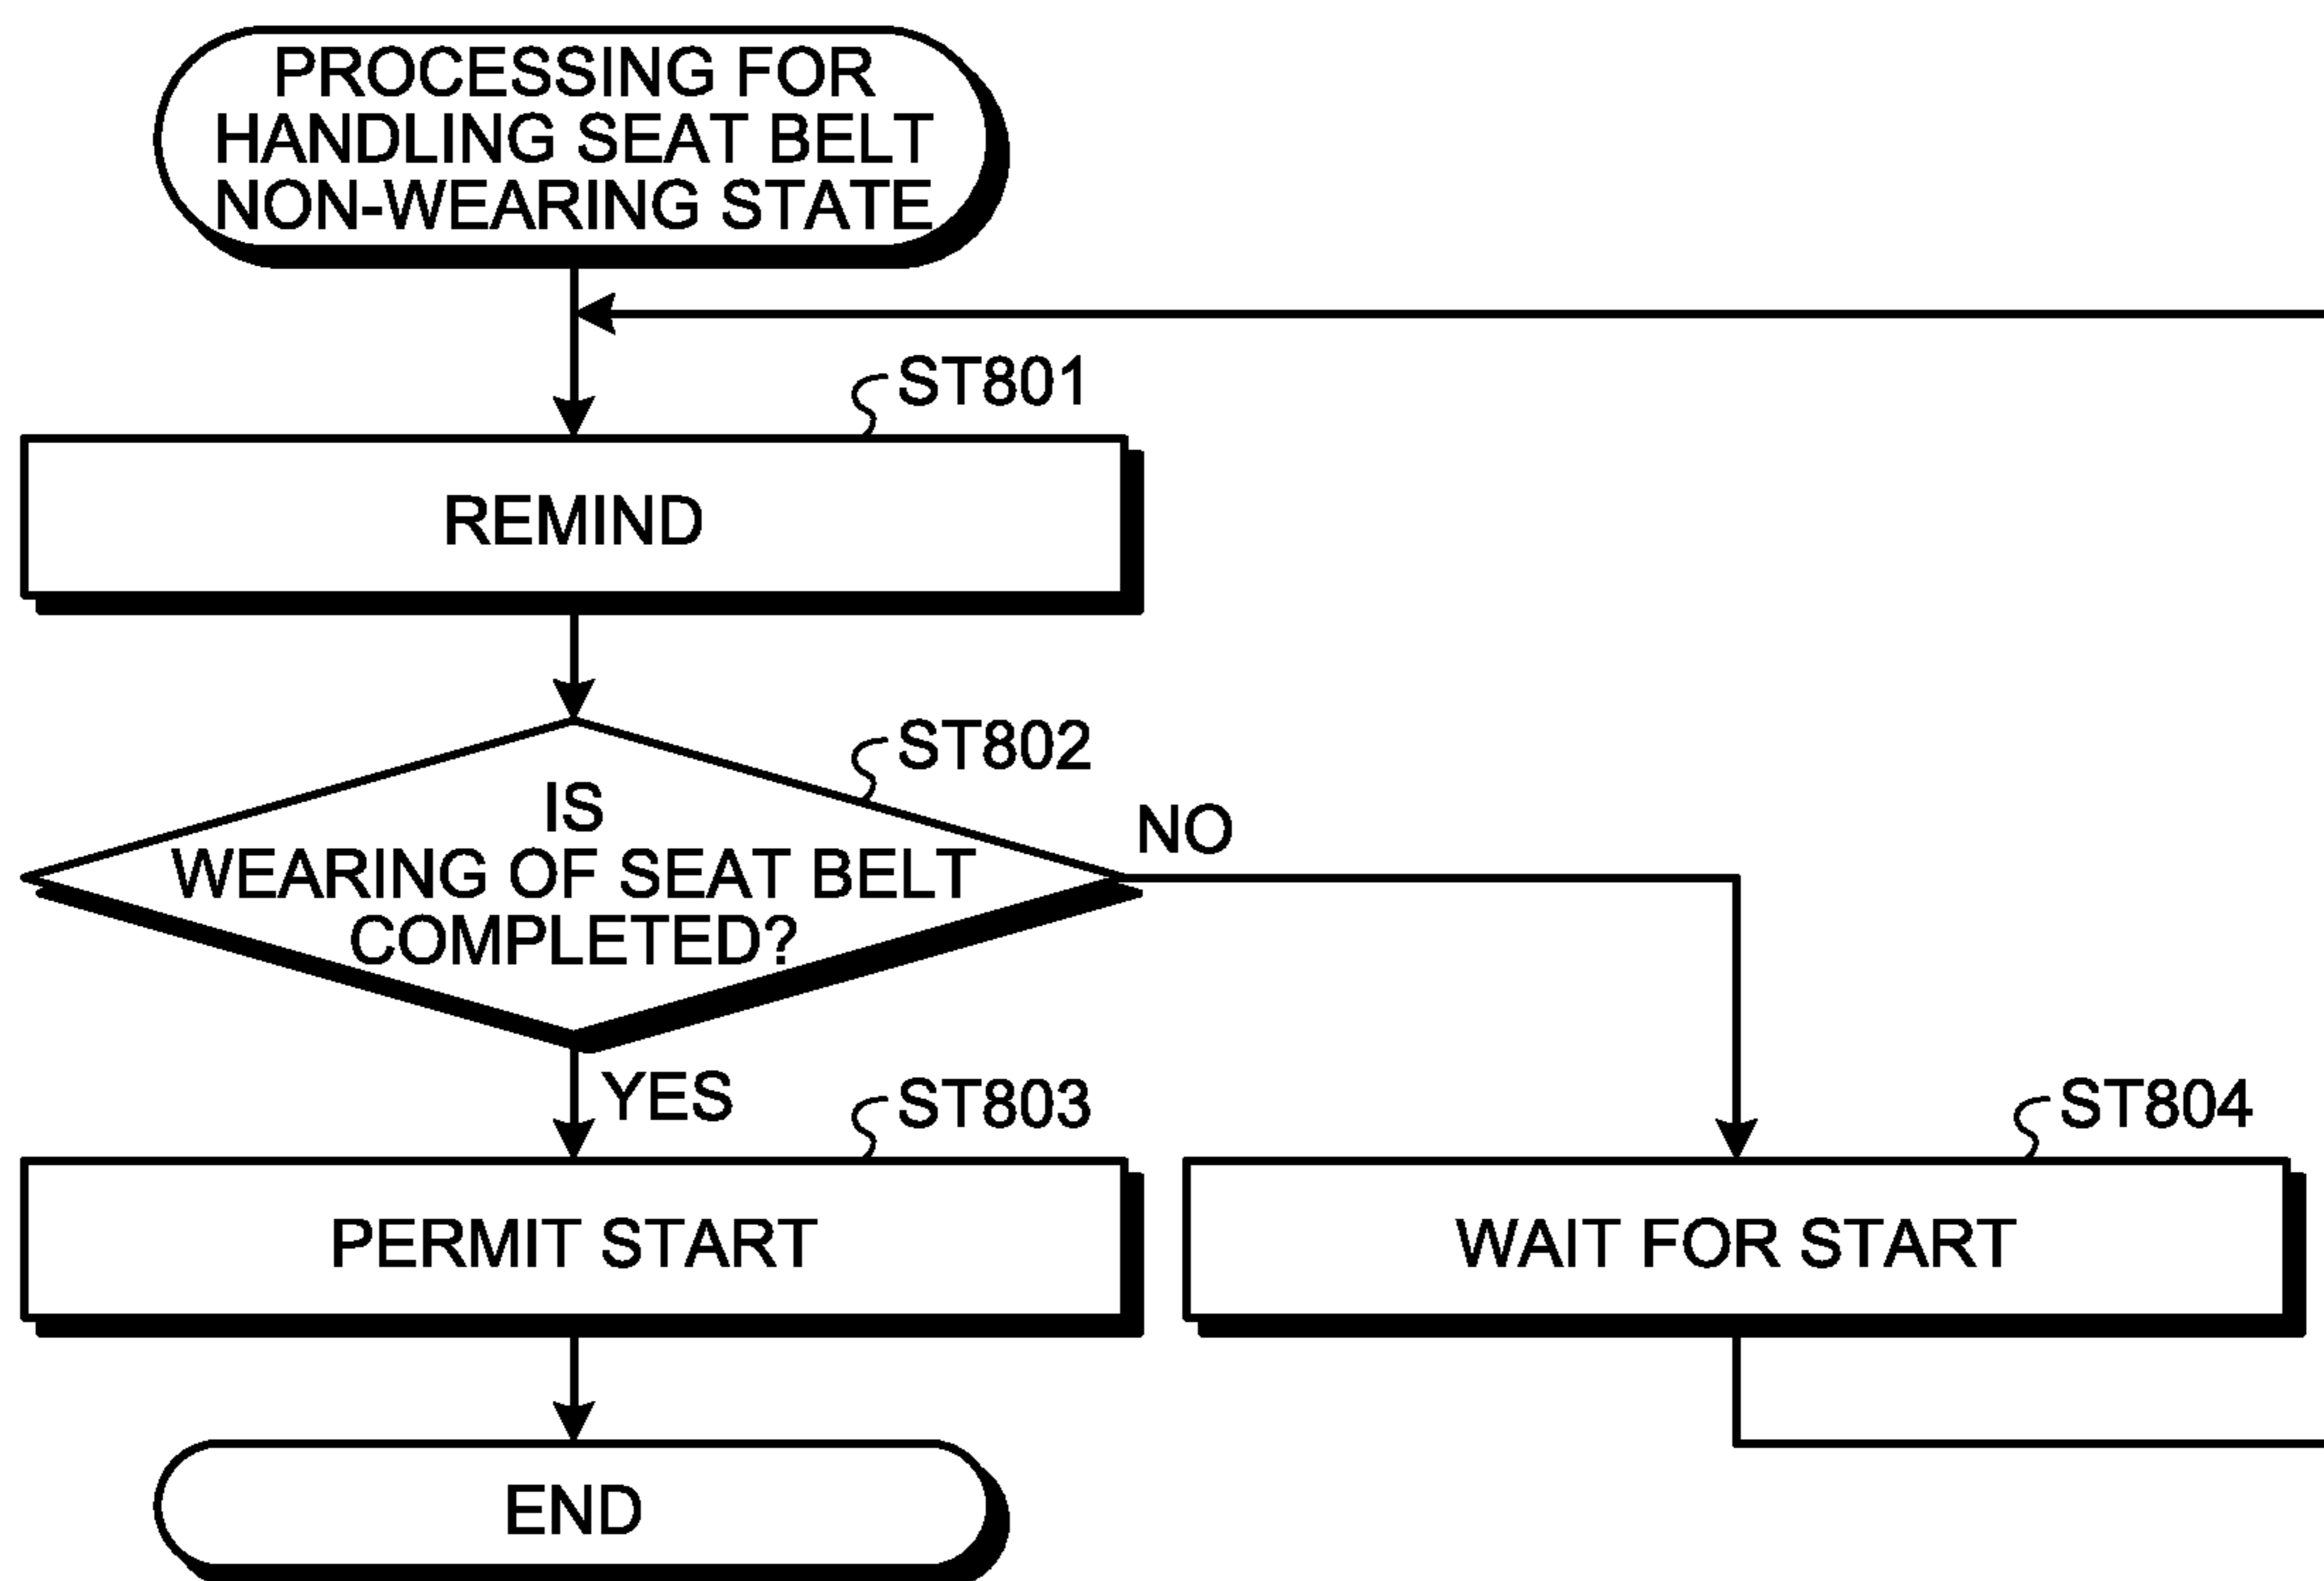 PROCESSING FOR
HANDLING SEAT BELT
NON-WEARING STATE
ST801
REMIND
ST802
IS
WEARING OF SEAT BELT
COMPLETED?
NO
YES
ST803
PERMIT START
ST804
WAIT FOR START
END